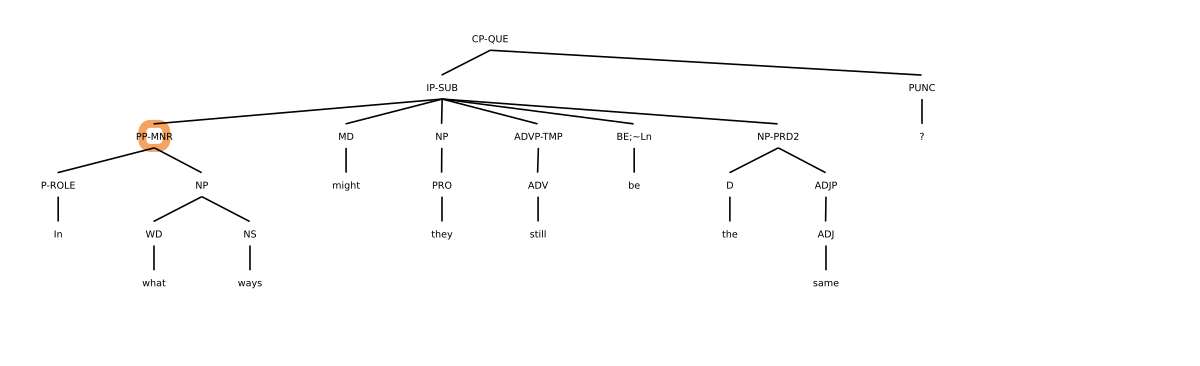 CP-QUE
IP-SUB PUNC
PP-MNR MD NP ADVP-TMP BE;~Ln NP-PRD2 ?
P-ROLE NP might PRO ADV be D ADJP
In WD NS they still the ADJ
what ways same